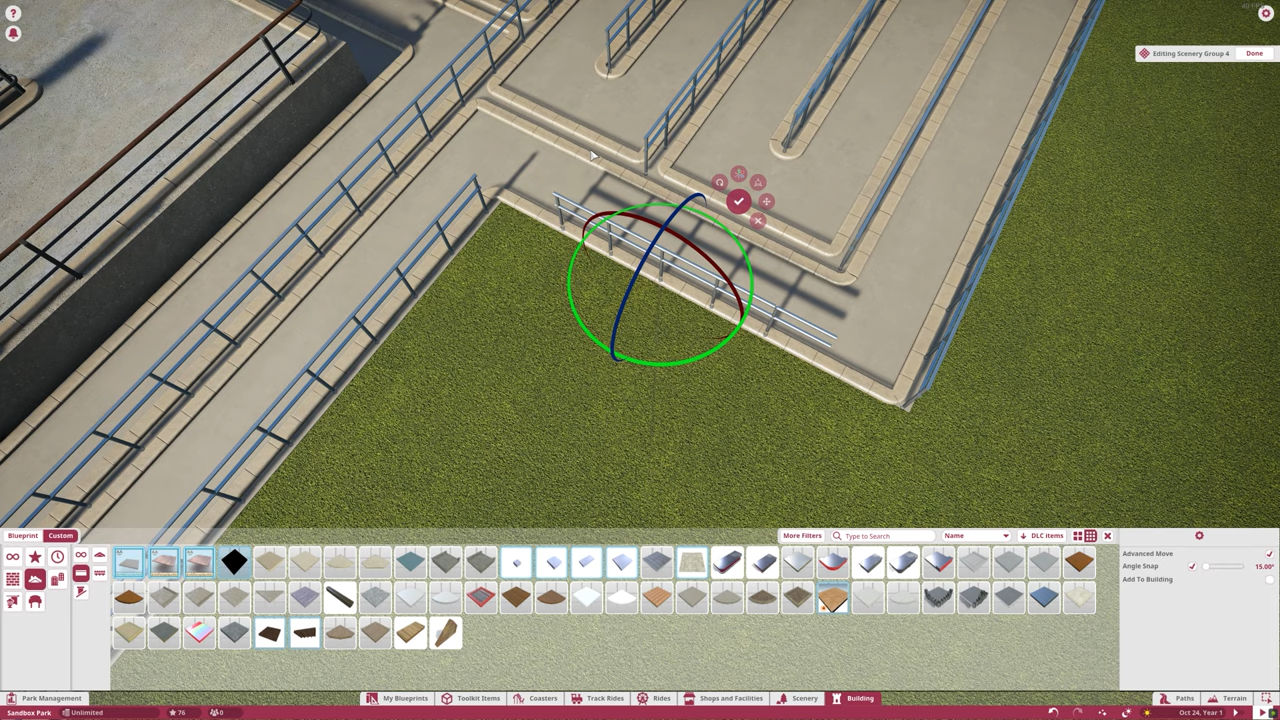 40 FPS
Editing Scenery Group 4
Done
Blueprint
Custom
More Filters
Type to Search
Name
DLC items
Advanced Move
Angle Snap
15.00°
Add To Building
Park Management
My Blueprints
Toolkit Items
Coasters
Track Rides
Rides
Shops and Facilities
Scenery
Building
Paths
Terrain
Sandbox Park
Unlimited
76
0
Oct 24, Year 1